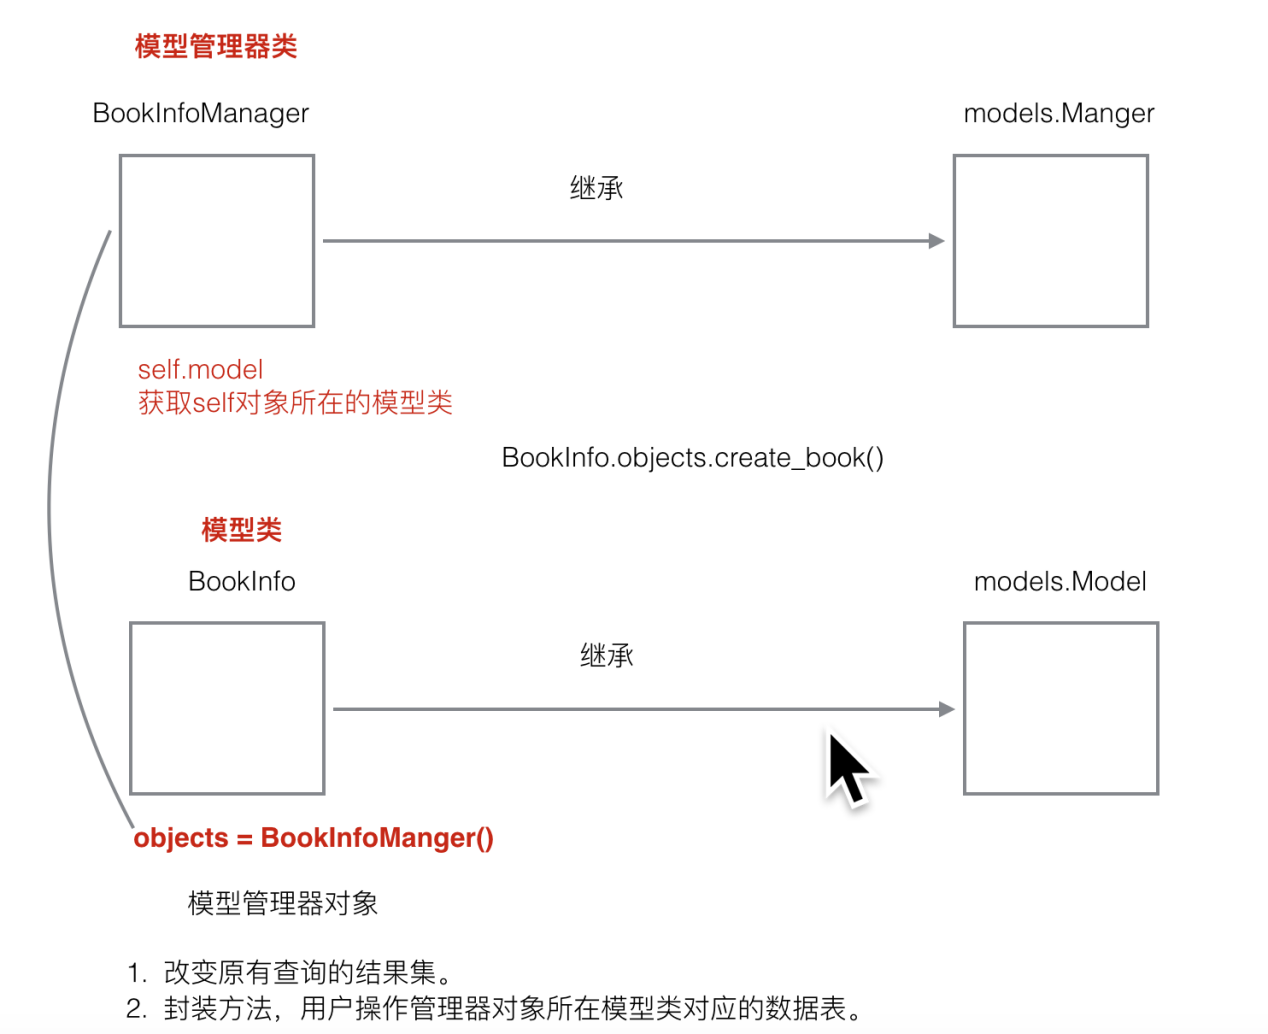 模型管理器类
BookInfoManager
models.Manger
继承
self.model
获取self对象所在的模型类
BookInfo.objects.create_book()
模型类
BookInfo
models.Model
继承
objects = BookInfoManger()
模型管理器对象
1. 改变原有查询的结果集。
2. 封装方法，用户操作管理器对象所在模型类对应的数据表。